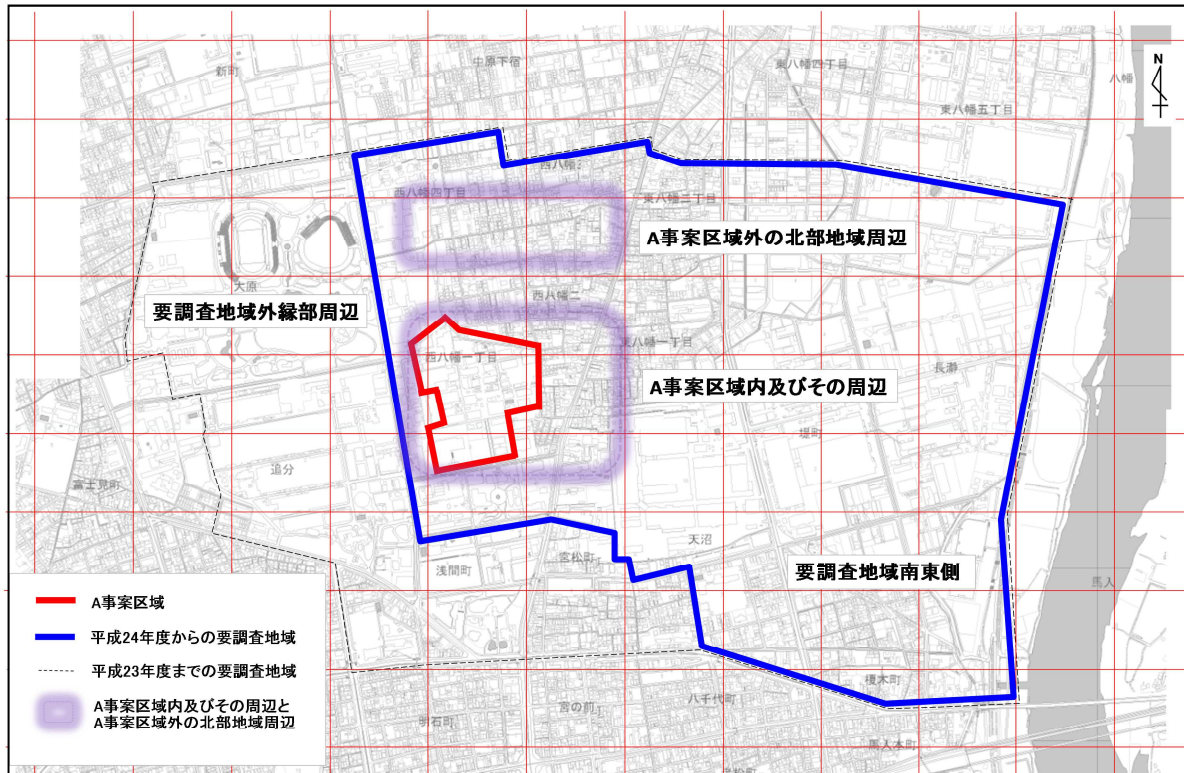 新町
中原下宿
東八幡四丁目
八幡
N
東八幡五丁目
西八幡三
西八幡四丁目
東八幡二丁目
A事案区域外の北部地域周辺
大原
西八幡二
要調査地域外縁部周辺
東八幡一丁目
西八幡一丁目
長瀞
A事案区域内及びその周辺
堤町
追分
富士見町
天沼
宮松町
浅間町
要調査地域南東側
馬入
A事案区域
平成24年度からの要調査地域
平成23年度までの要調査地域
A事案区域内及びその周辺と
A事案区域外の北部地域周辺
榎木町
八千代町
宮の前
明石町
馬入本町